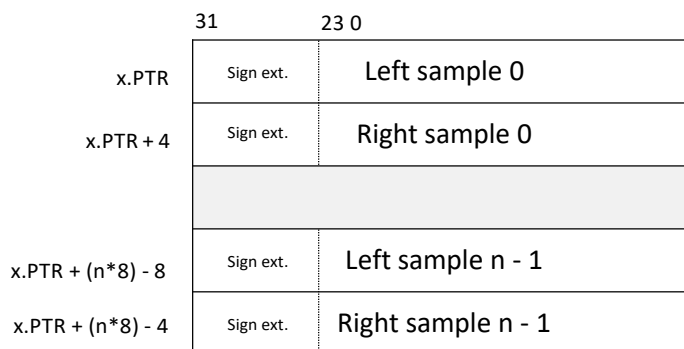 31 23 0
x.PTR Sign ext. Left sample 0
x.PTR + 4 Sign ext. Right sample 0
x.PTR + (n*8) - 8 Sign ext. Left sample n - 1
x.PTR + (n*8) - 4 Sign ext. Right sample n - 1